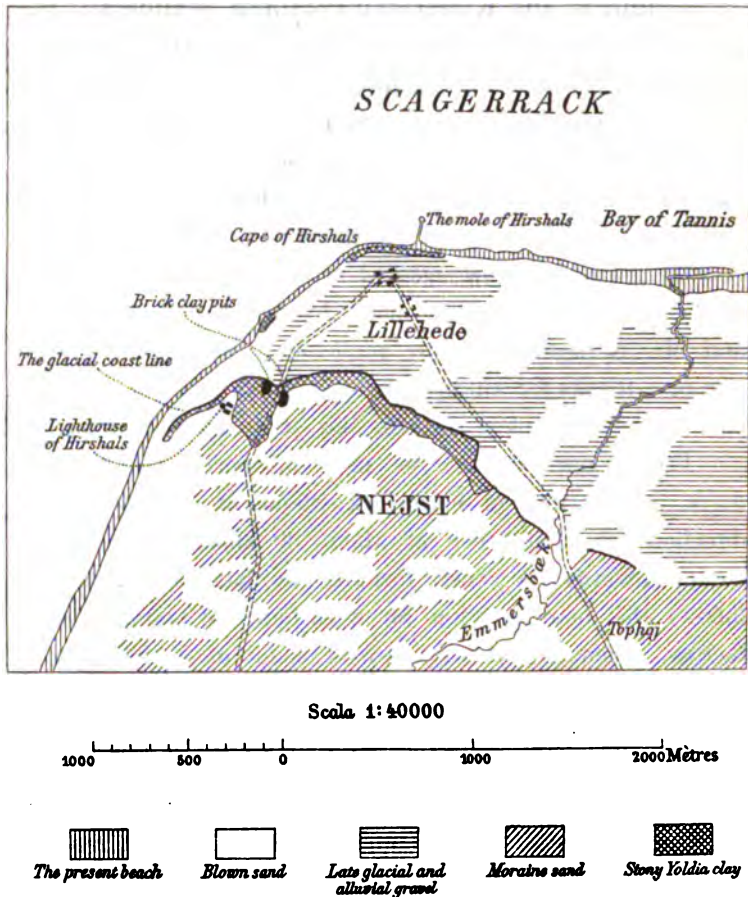 SCAGERRACK
The mole of Hirshals
Bay of Tannis
Cape of Hirshals
Brick clay pits
Lillehede
The glacial coast line
Lighthouse
of Hirshals
NEJST
Emmersbæk
Tophøj
Scala 1:40000
1000 500 0 1000 2000 Mètres
The present beach
Blown sand
Late glacial and
alluvial gravel
Moraine sand
Stony Yoldia clay